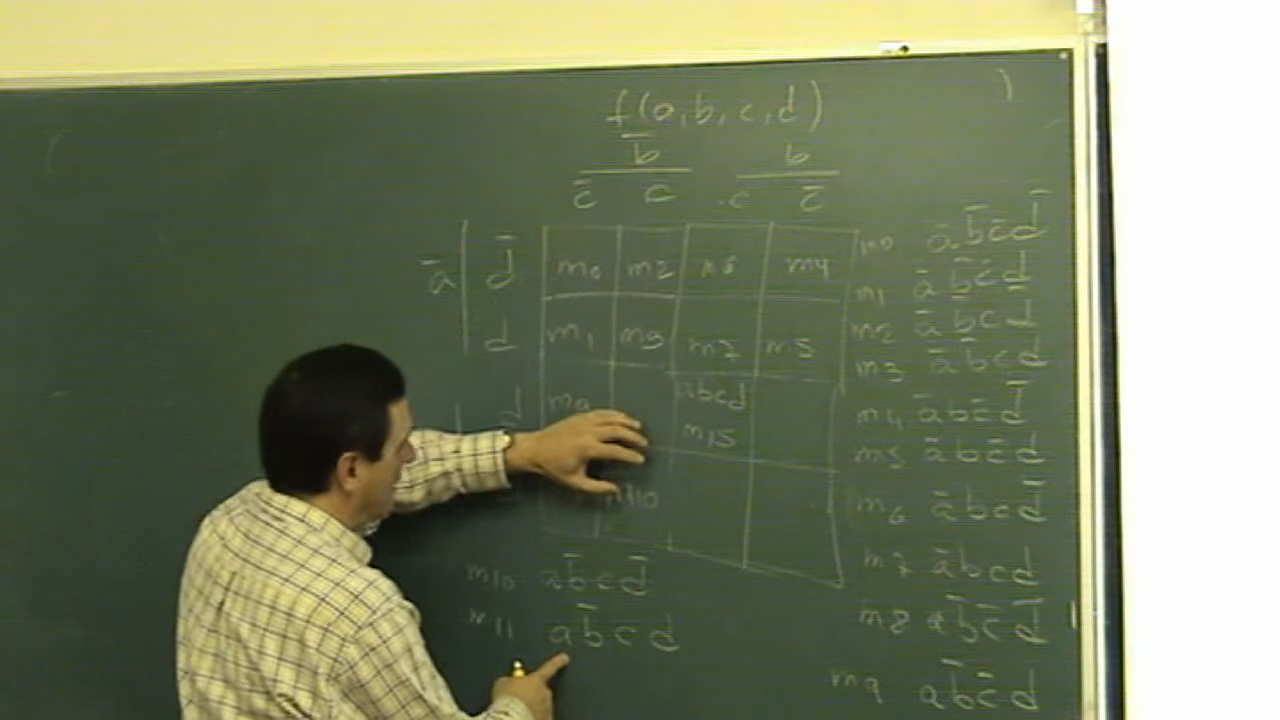 f(a,b,c,d)
b̄ b
c̄ c c c̄
ā d̄ m0 m2 m6 m4
d m1 m3 m7 m5
d m9 abcd
m15
m10
m0 āb̄c̄d̄
m1 āb̄c̄d
m2 āb̄cd̄
m3 āb̄cd
m4 ābc̄d̄
m5 ābc̄d
m6 ābcd̄
m7 ābcd
m8 ab̄c̄d̄
m9 ab̄c̄d
m10 ab̄cd̄
m11 ab̄cd